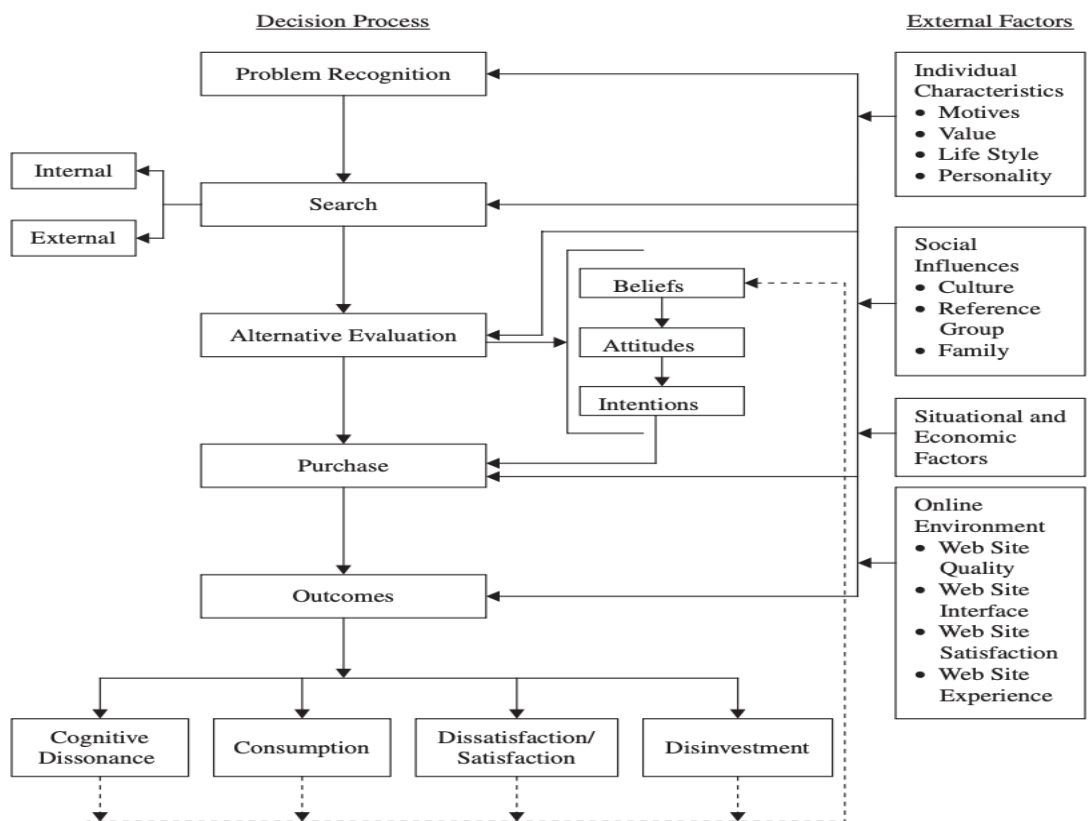 Decision Process
External Factors
Problem Recognition
Individual
Characteristics
• Motives
• Value
• Life Style
• Personality
Internal
Search
External
Social
Influences
• Culture
• Reference
Group
• Family
Beliefs
Alternative Evaluation
Attitudes
Intentions
Situational and
Economic
Factors
Purchase
Online
Environment
• Web Site
Quality
• Web Site
Interface
• Web Site
Satisfaction
• Web Site
Experience
Outcomes
Cognitive
Dissonance
Consumption
Dissatisfaction/
Satisfaction
Disinvestment